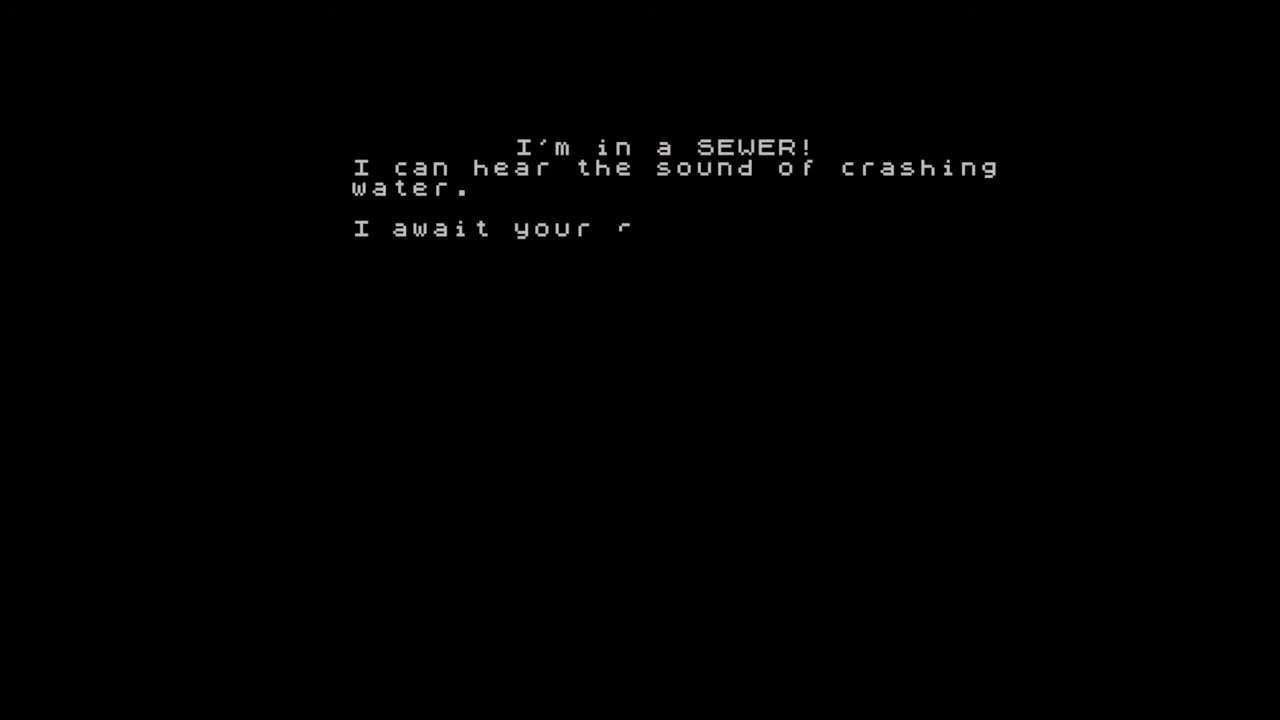 I'm in a SEWER!
I can hear the sound of crashing
water.
I await your r